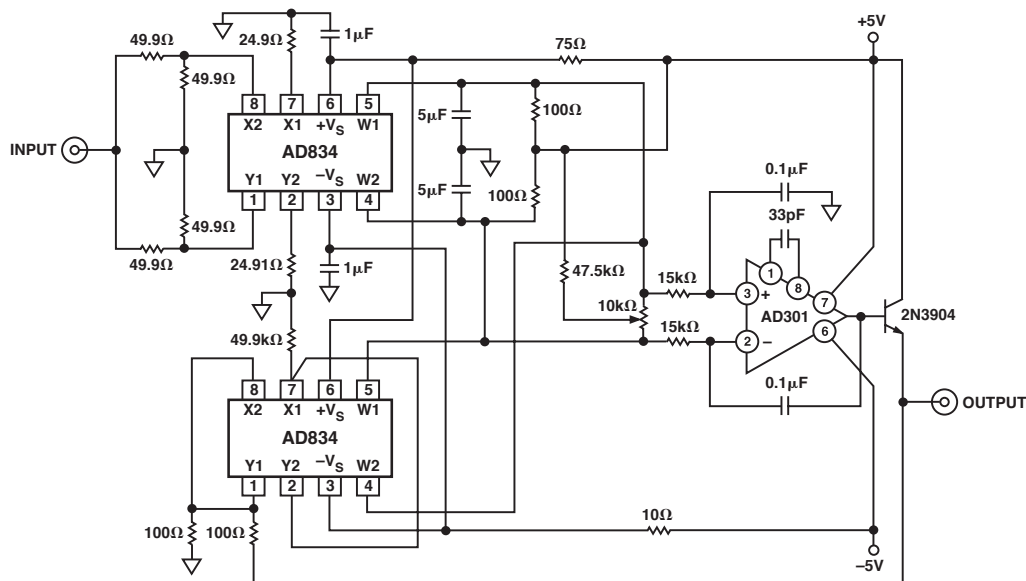 +5V
49.9Ω
24.9Ω
1μF
75Ω
49.9Ω
8 7 6 5
X2 X1 +VS W1
5μF
100Ω
INPUT
AD834
0.1μF
Y1 Y2 –VS W2
5μF
100Ω
1 2 3 4
33pF
49.9Ω
49.9Ω
24.91Ω
1μF
47.5kΩ
15kΩ
1
8
3 +
7
10kΩ
AD301
2N3904
15kΩ
2 –
6
49.9kΩ
0.1μF
8 7 6 5
X2 X1 +VS W1
OUTPUT
AD834
Y1 Y2 –VS W2
1 2 3 4
100Ω
100Ω
10Ω
–5V